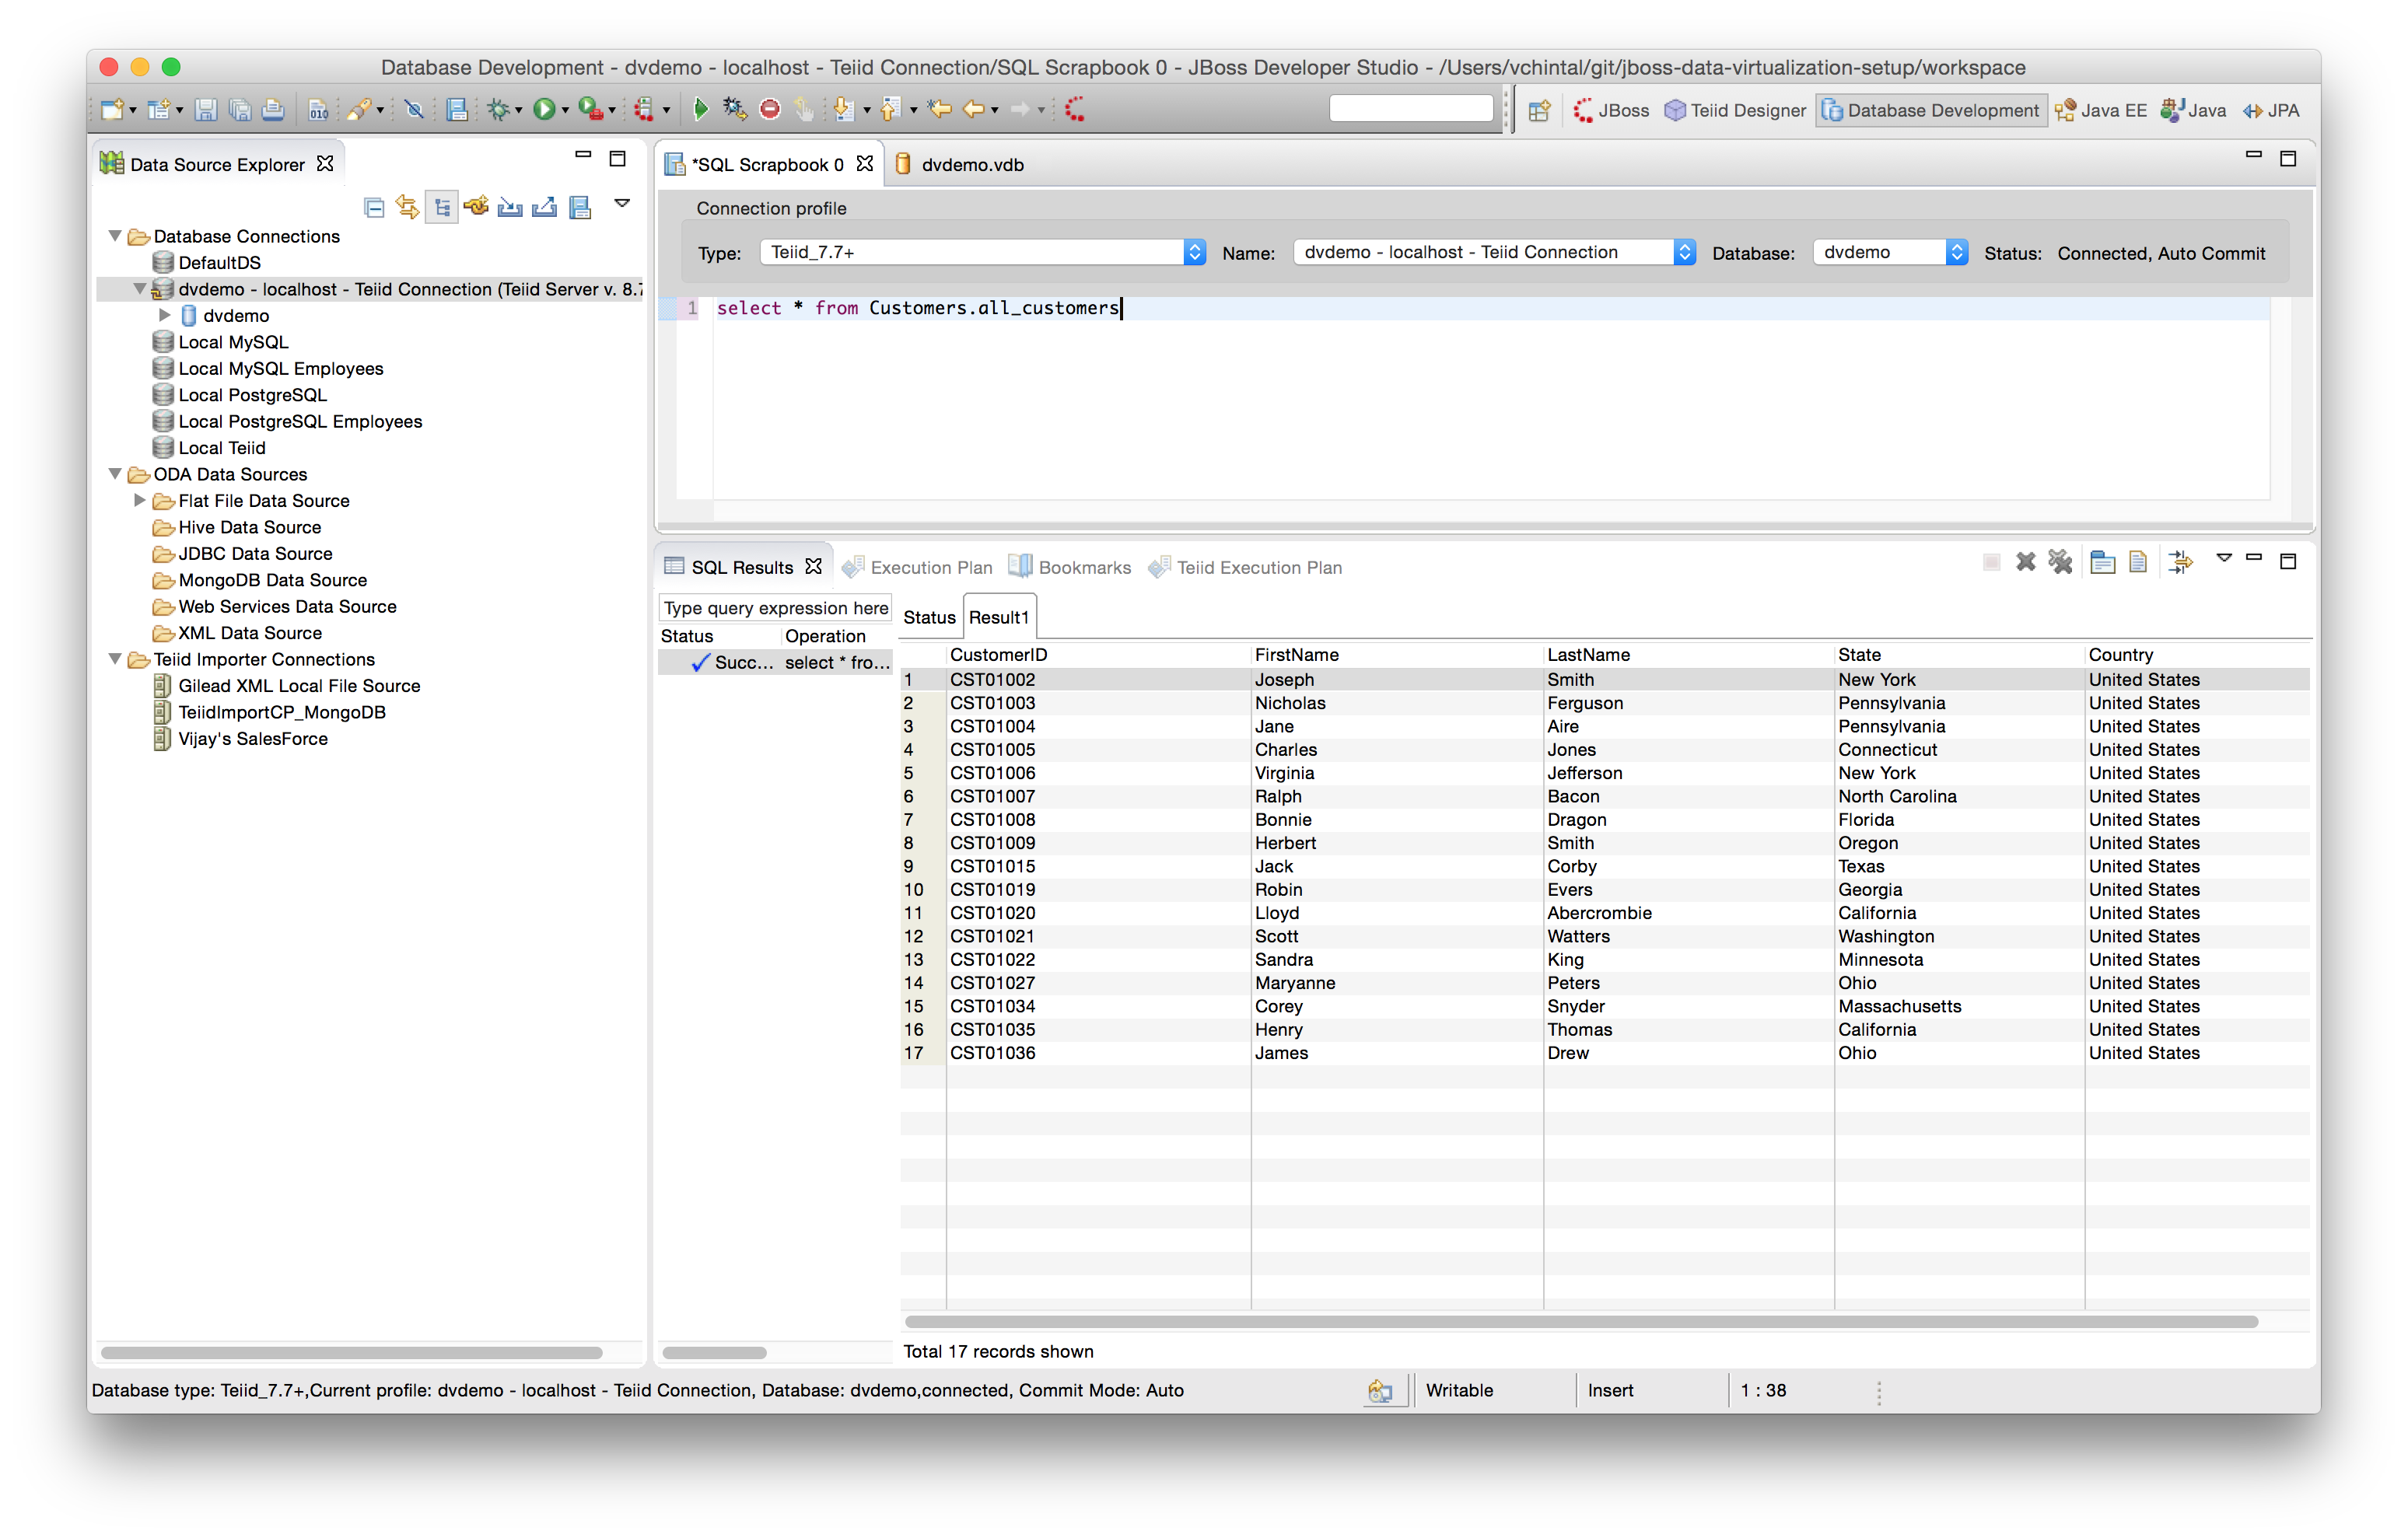 Database Development - dvdemo - localhost - Teiid Connection/SQL Scrapbook 0 - JBoss Developer Studio - /Users/vchintal/git/jboss-data-virtualization-setup/workspace
010
JBoss Teiid Designer Database Development Java EE Java JPA
Data Source Explorer
Database Connections
DefaultDS
dvdemo - localhost - Teiid Connection (Teiid Server v. 8.7
dvdemo
Local MySQL
Local MySQL Employees
Local PostgreSQL
Local PostgreSQL Employees
Local Teiid
ODA Data Sources
Flat File Data Source
Hive Data Source
JDBC Data Source
MongoDB Data Source
Web Services Data Source
XML Data Source
Teiid Importer Connections
Gilead XML Local File Source
TeiidImportCP_MongoDB
Vijay's SalesForce
*SQL Scrapbook 0 dvdemo.vdb
Connection profile
Type: Teiid_7.7+ Name: dvdemo - localhost - Teiid Connection Database: dvdemo Status: Connected, Auto Commit
1 select * from Customers.all_customers
SQL Results Execution Plan Bookmarks Teiid Execution Plan
Type query expression here
Status Operation
Succ... select * fro...
Status Result1
CustomerID FirstName LastName State Country
1 CST01002 Joseph Smith New York United States
2 CST01003 Nicholas Ferguson Pennsylvania United States
3 CST01004 Jane Aire Pennsylvania United States
4 CST01005 Charles Jones Connecticut United States
5 CST01006 Virginia Jefferson New York United States
6 CST01007 Ralph Bacon North Carolina United States
7 CST01008 Bonnie Dragon Florida United States
8 CST01009 Herbert Smith Oregon United States
9 CST01015 Jack Corby Texas United States
10 CST01019 Robin Evers Georgia United States
11 CST01020 Lloyd Abercrombie California United States
12 CST01021 Scott Watters Washington United States
13 CST01022 Sandra King Minnesota United States
14 CST01027 Maryanne Peters Ohio United States
15 CST01034 Corey Snyder Massachusetts United States
16 CST01035 Henry Thomas California United States
17 CST01036 James Drew Ohio United States
Total 17 records shown
Database type: Teiid_7.7+,Current profile: dvdemo - localhost - Teiid Connection, Database: dvdemo,connected, Commit Mode: Auto
Writable Insert 1 : 38